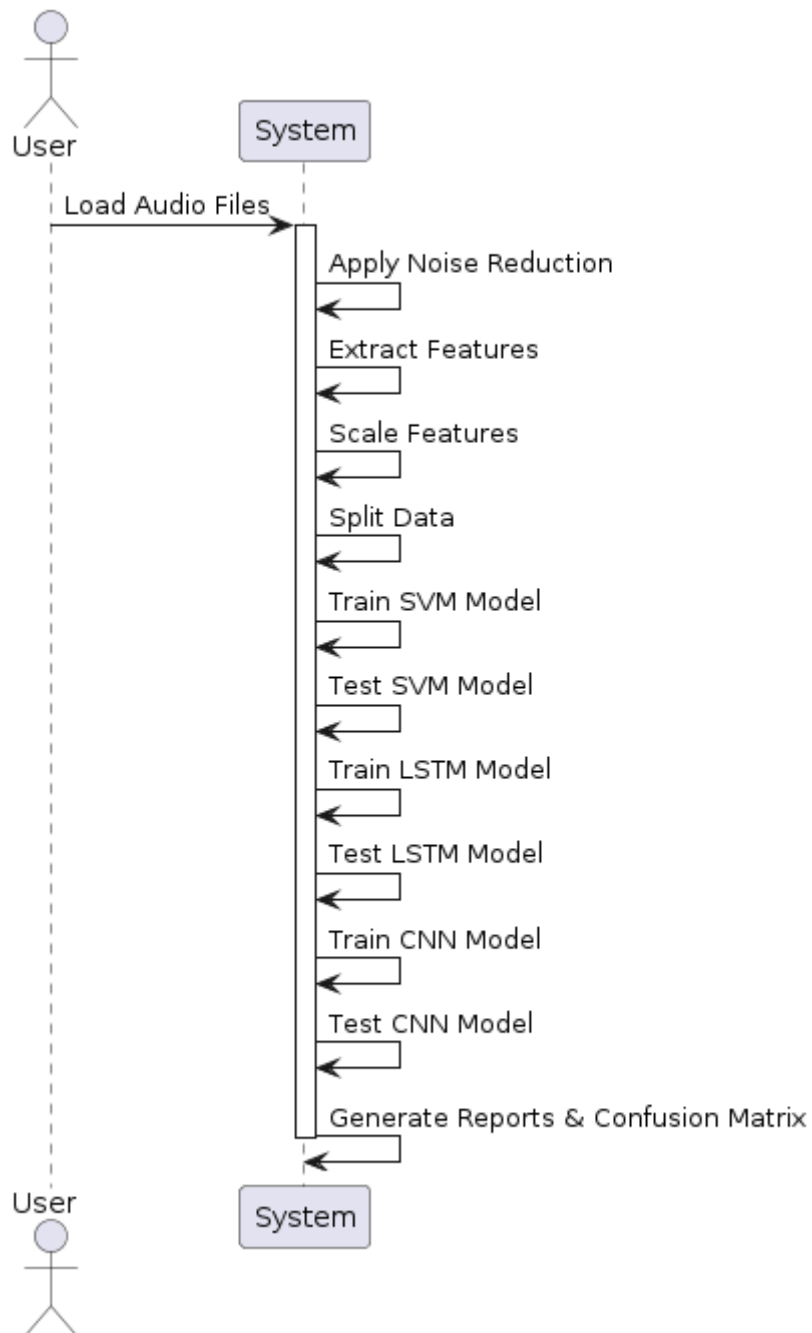 User
System
Load Audio Files
Apply Noise Reduction
Extract Features
Scale Features
Split Data
Train SVM Model
Test SVM Model
Train LSTM Model
Test LSTM Model
Train CNN Model
Test CNN Model
Generate Reports & Confusion Matrix
User
System